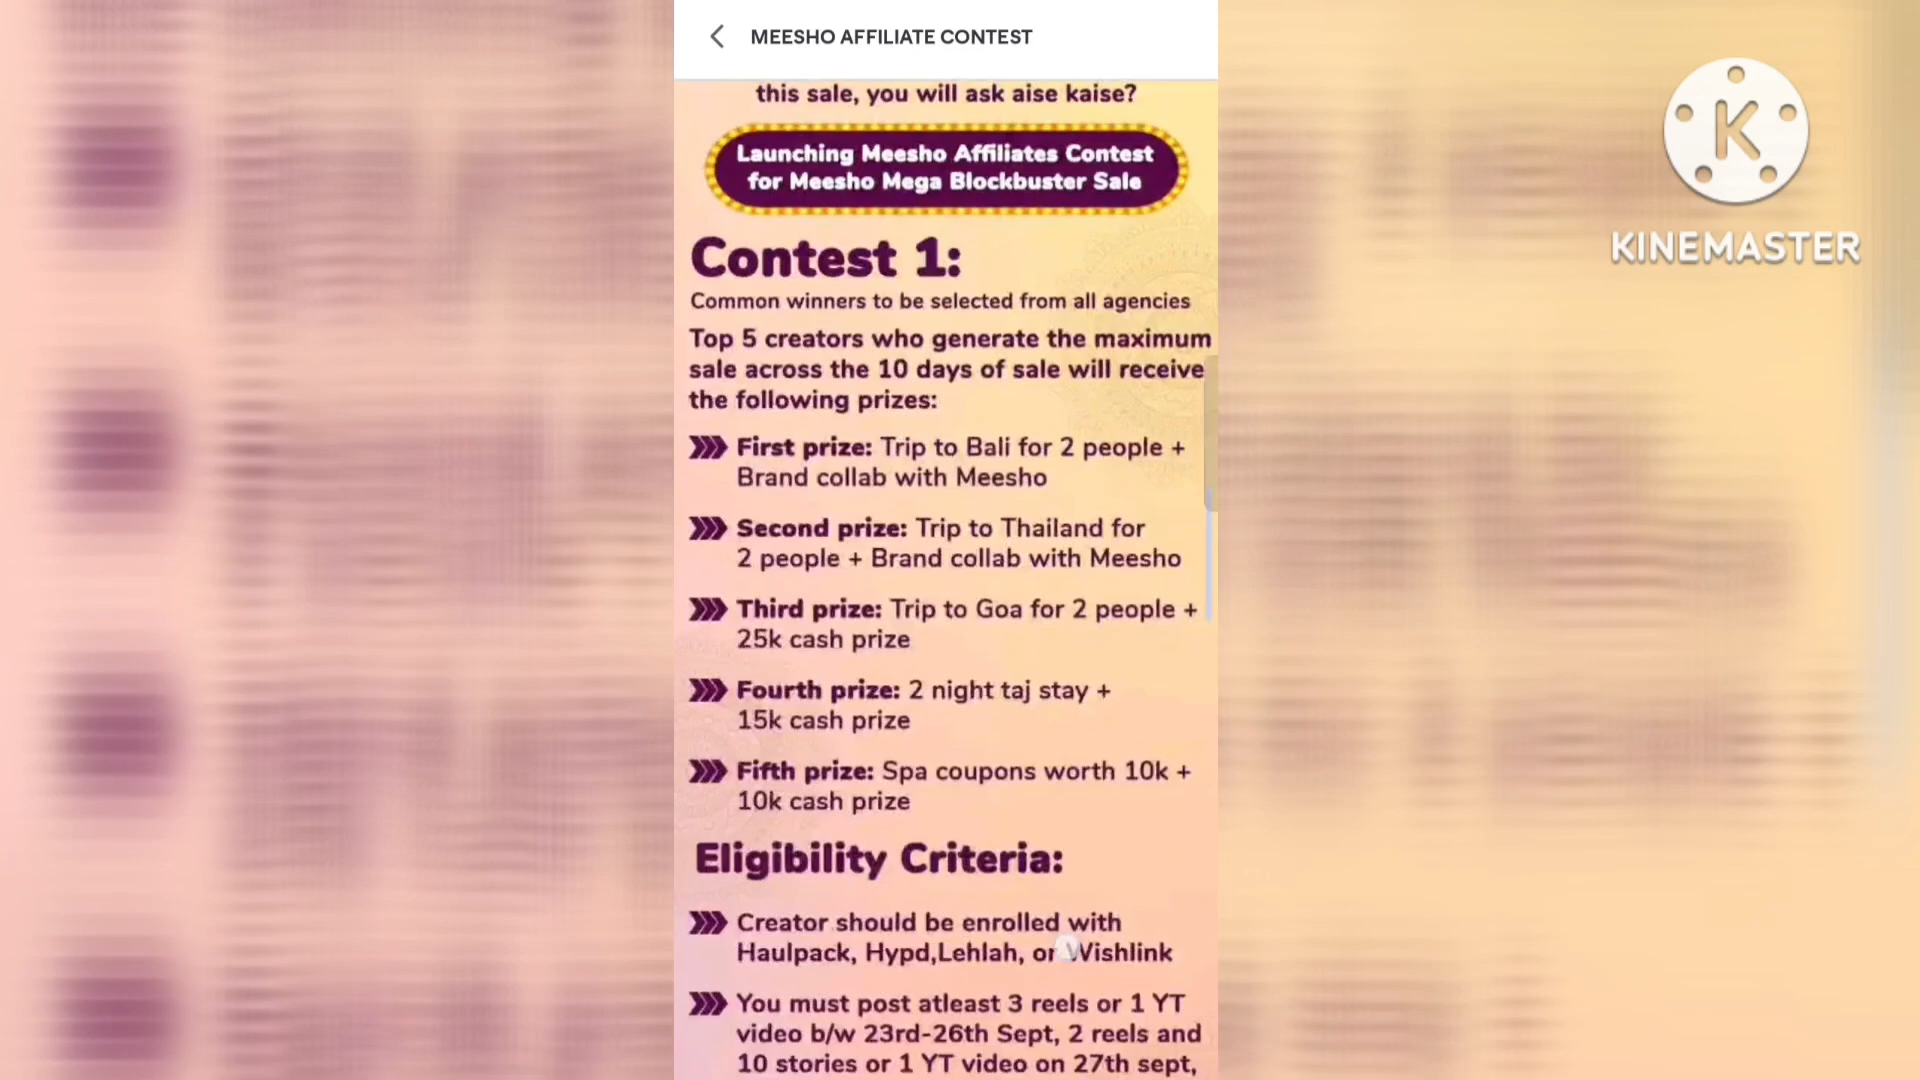 MEESHO AFFILIATE CONTEST
this sale, you will ask aise kaise?
Launching Meesho Affiliates Contest
for Meesho Mega Blockbuster Sale
Contest 1:
Common winners to be selected from all agencies
Top 5 creators who generate the maximum
sale across the 10 days of sale will receive
the following prizes:
First prize: Trip to Bali for 2 people +
Brand collab with Meesho
Second prize: Trip to Thailand for
2 people + Brand collab with Meesho
Third prize: Trip to Goa for 2 people +
25k cash prize
Fourth prize: 2 night taj stay +
15k cash prize
Fifth prize: Spa coupons worth 10k +
10k cash prize
Eligibility Criteria:
Creator should be enrolled with
Haulpack, Hypd,Lehlah, or Wishlink
You must post atleast 3 reels or 1 YT
video b/w 23rd-26th Sept, 2 reels and
10 stories or 1 YT video on 27th sept,
K
KINEMASTER